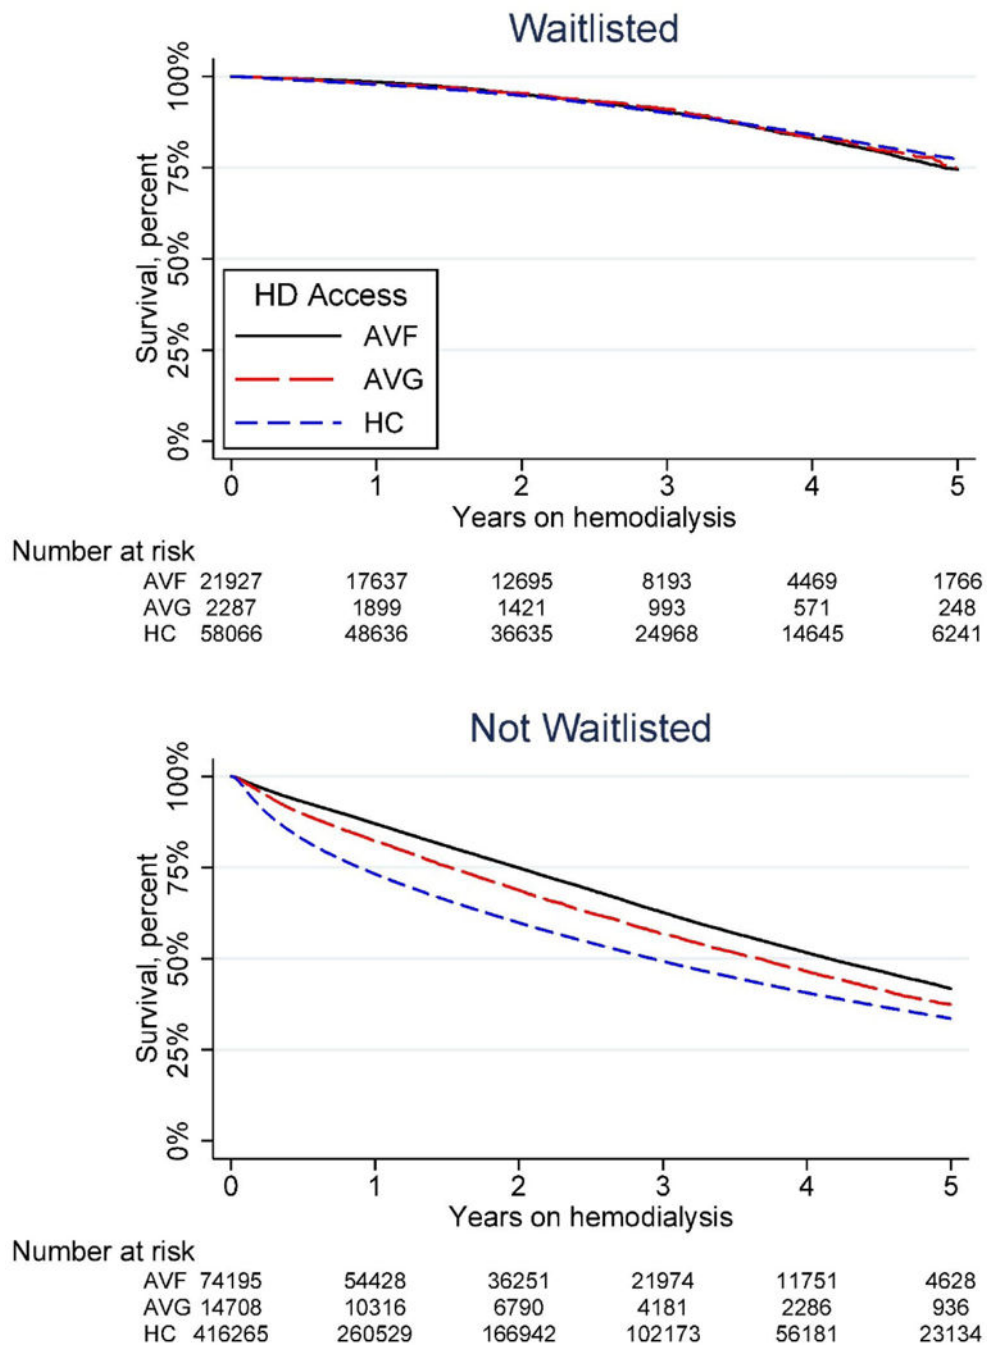 Waitlisted
Survival, percent
100%
75%
50%
25%
0%
HD Access
AVF
AVG
HC
0 1 2 3 4 5
Years on hemodialysis
Number at risk
AVF 21927 17637 12695 8193 4469 1766
AVG 2287 1899 1421 993 571 248
HC 58066 48636 36635 24968 14645 6241
Not Waitlisted
Survival, percent
100%
75%
50%
25%
0%
0 1 2 3 4 5
Years on hemodialysis
Number at risk
AVF 74195 54428 36251 21974 11751 4628
AVG 14708 10316 6790 4181 2286 936
HC 416265 260529 166942 102173 56181 23134